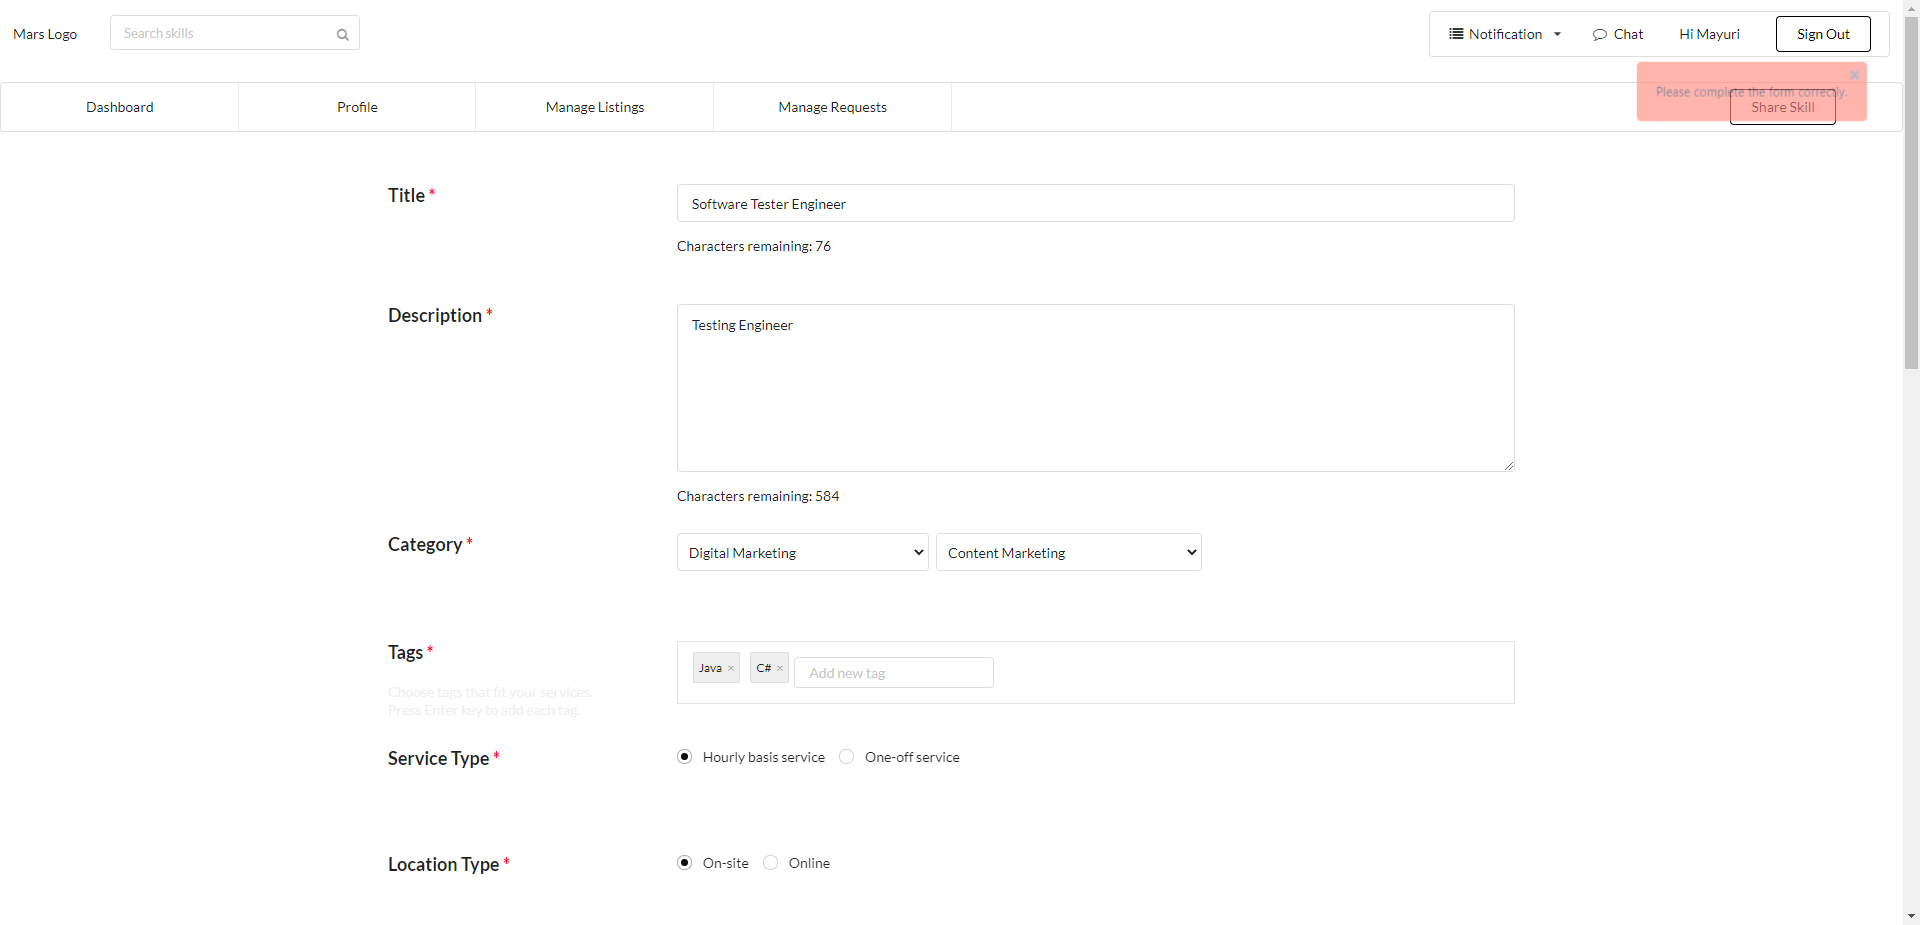 Mars Logo
Search skills
Notification
Chat
Hi Mayuri
Sign Out
Please complete the form correctly.
Dashboard
Profile
Manage Listings
Manage Requests
Share Skill
Title *
Software Tester Engineer
Characters remaining: 76
Description *
Testing Engineer
Characters remaining: 584
Category *
Digital Marketing
Content Marketing
Tags *
Java ×
C# ×
Add new tag
Choose tags that fit your services.
Press Enter key to add each tag.
Service Type *
Hourly basis service
One-off service
Location Type *
On-site
Online